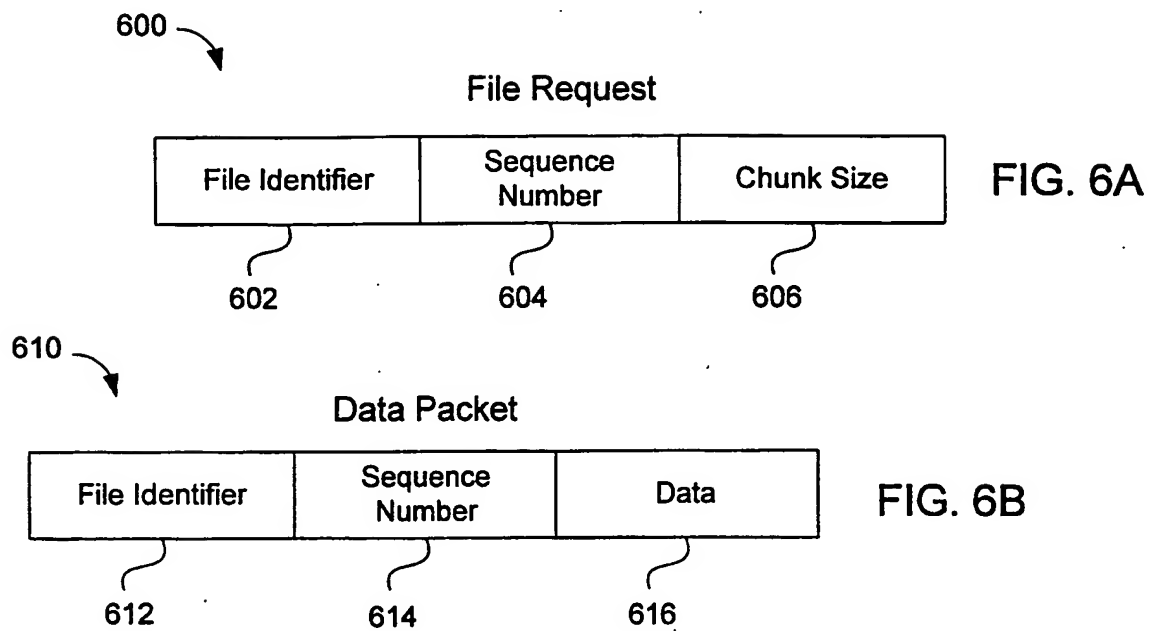 600
File Request
File Identifier
Sequence
Number
Chunk Size
FIG. 6A
602
604
606
610
Data Packet
File Identifier
Sequence
Number
Data
FIG. 6B
612
614
616